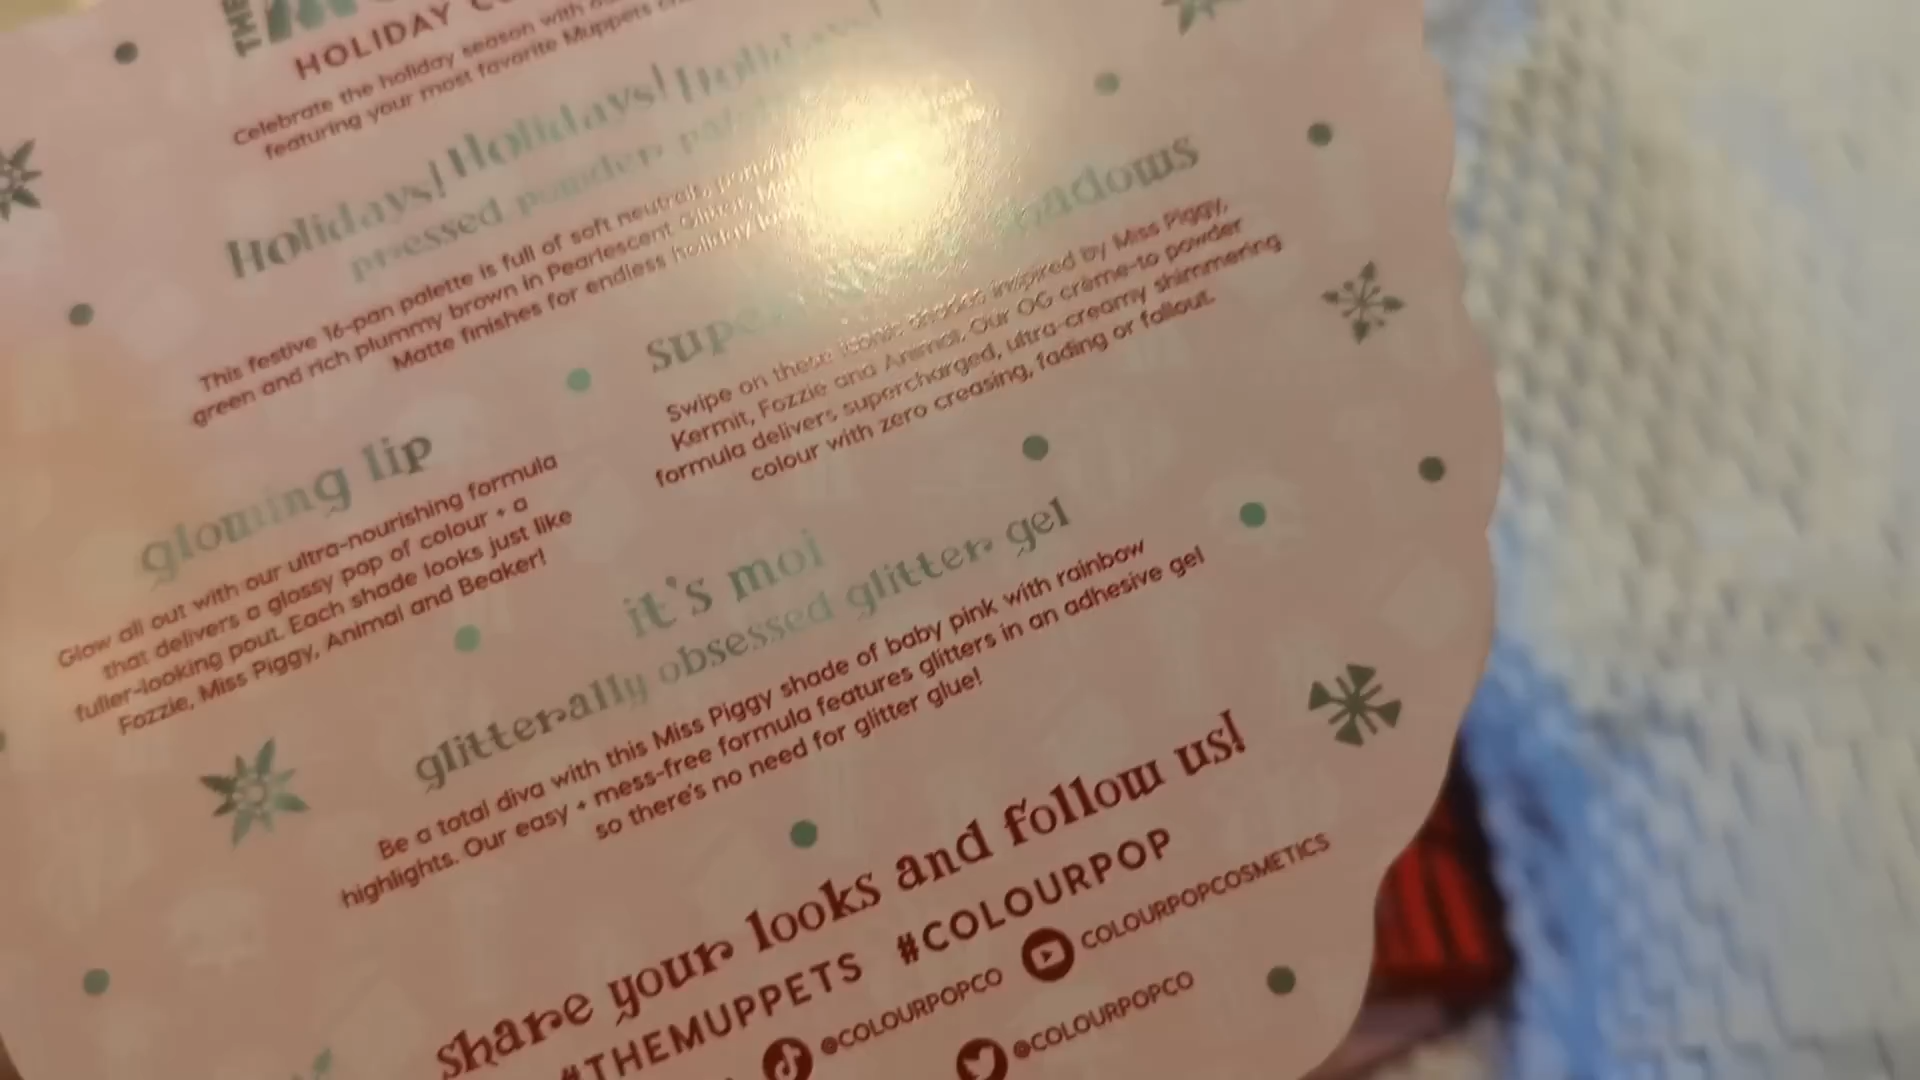 THE
HOLIDAY
Celebrate the holiday season with
featuring your most favorite Muppets
Holidays! Holidays! Holidays!
pressed powder
This festive 16-pan palette is full of soft neutrals,
green and rich plummy brown in Pearlescent, Glitter,
Matte finishes for endless holiday
shadows
Swipe on these iconic shades inspired by Miss Piggy,
Kermit, Fozzie and Animal. Our OG crème-to powder
formula delivers supercharged, ultra-creamy shimmering
colour with zero creasing, fading or fallout.
glowing lip
Glow all out with our ultra-nourishing formula
that delivers a glossy pop of colour + a
fuller-looking pout. Each shade looks just like
Fozzie, Miss Piggy, Animal and Beaker!
it's moi
glitterally obsessed glitter gel
Be a total diva with this Miss Piggy shade of baby pink with rainbow
highlights. Our easy + mess-free formula features glitters in an adhesive gel
so there's no need for glitter glue!
share your looks and follow us!
#THEMUPPETS #COLOURPOP
@COLOURPOPCO COLOURPOPCOSMETICS
@COLOURPOPCO